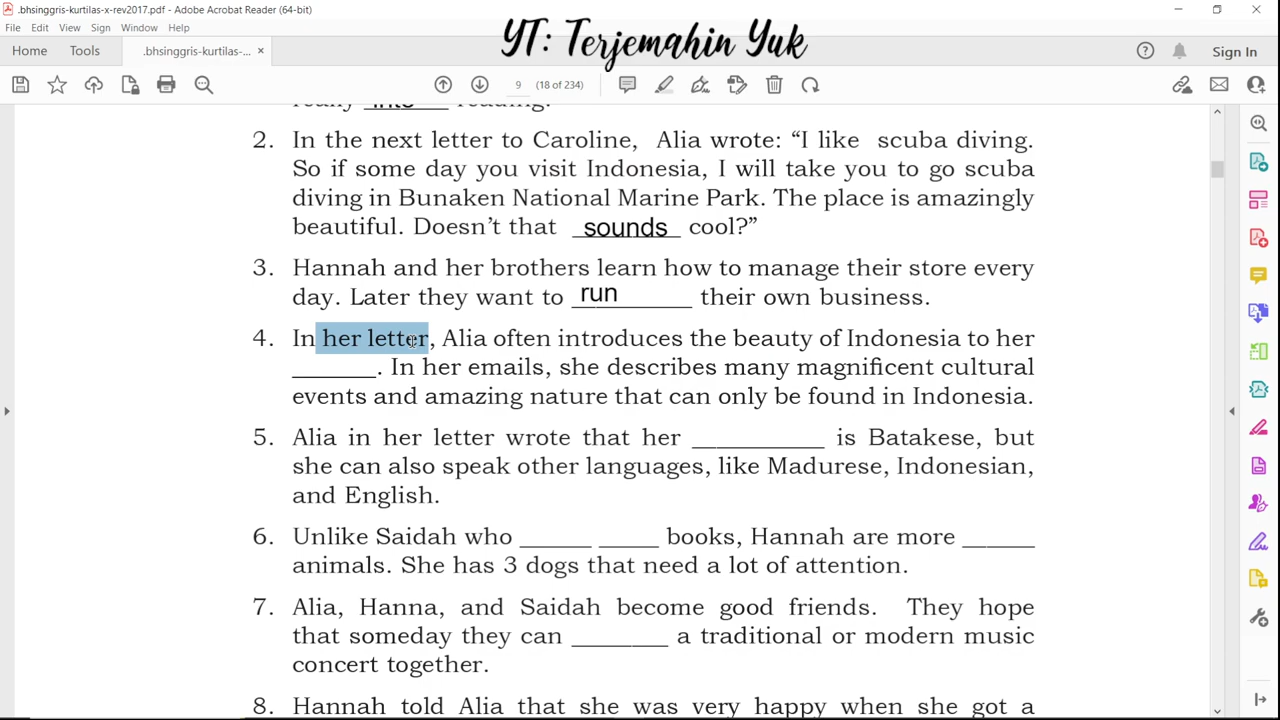 .bhsinggris-kurtilas-x-rev2017.pdf - Adobe Acrobat Reader (64-bit)
File Edit View Sign Window Help
YT: Terjemahin Yuk
Home Tools .bhsinggris-kurtilas-... × Sign In
9 (18 of 234)
really into reading.
2. In the next letter to Caroline, Alia wrote: “I like scuba diving.
So if some day you visit Indonesia, I will take you to go scuba
diving in Bunaken National Marine Park. The place is amazingly
beautiful. Doesn’t that sounds cool?”
3. Hannah and her brothers learn how to manage their store every
day. Later they want to run their own business.
4. In her letter, Alia often introduces the beauty of Indonesia to her
_______. In her emails, she describes many magnificent cultural
events and amazing nature that can only be found in Indonesia.
5. Alia in her letter wrote that her ___________ is Batakese, but
she can also speak other languages, like Madurese, Indonesian,
and English.
6. Unlike Saidah who ______ _____ books, Hannah are more ______
animals. She has 3 dogs that need a lot of attention.
7. Alia, Hanna, and Saidah become good friends. They hope
that someday they can ________ a traditional or modern music
concert together.
8. Hannah told Alia that she was very happy when she got a